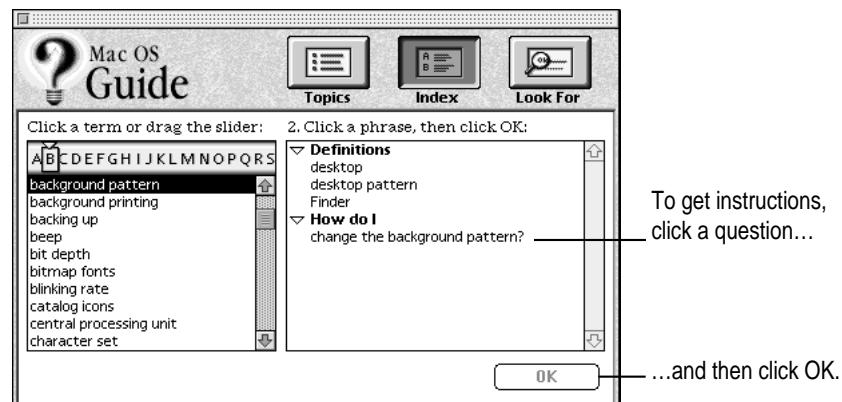 Mac OS
Guide
Topics
Index
Look For
Click a term or drag the slider:
A B C D E F G H I J K L M N O P Q R S
background pattern
background printing
backing up
beep
bit depth
bitmap fonts
blinking rate
catalog icons
central processing unit
character set
2. Click a phrase, then click OK:
Definitions
desktop
desktop pattern
Finder
How do I
change the background pattern?
OK
To get instructions,
click a question…
…and then click OK.